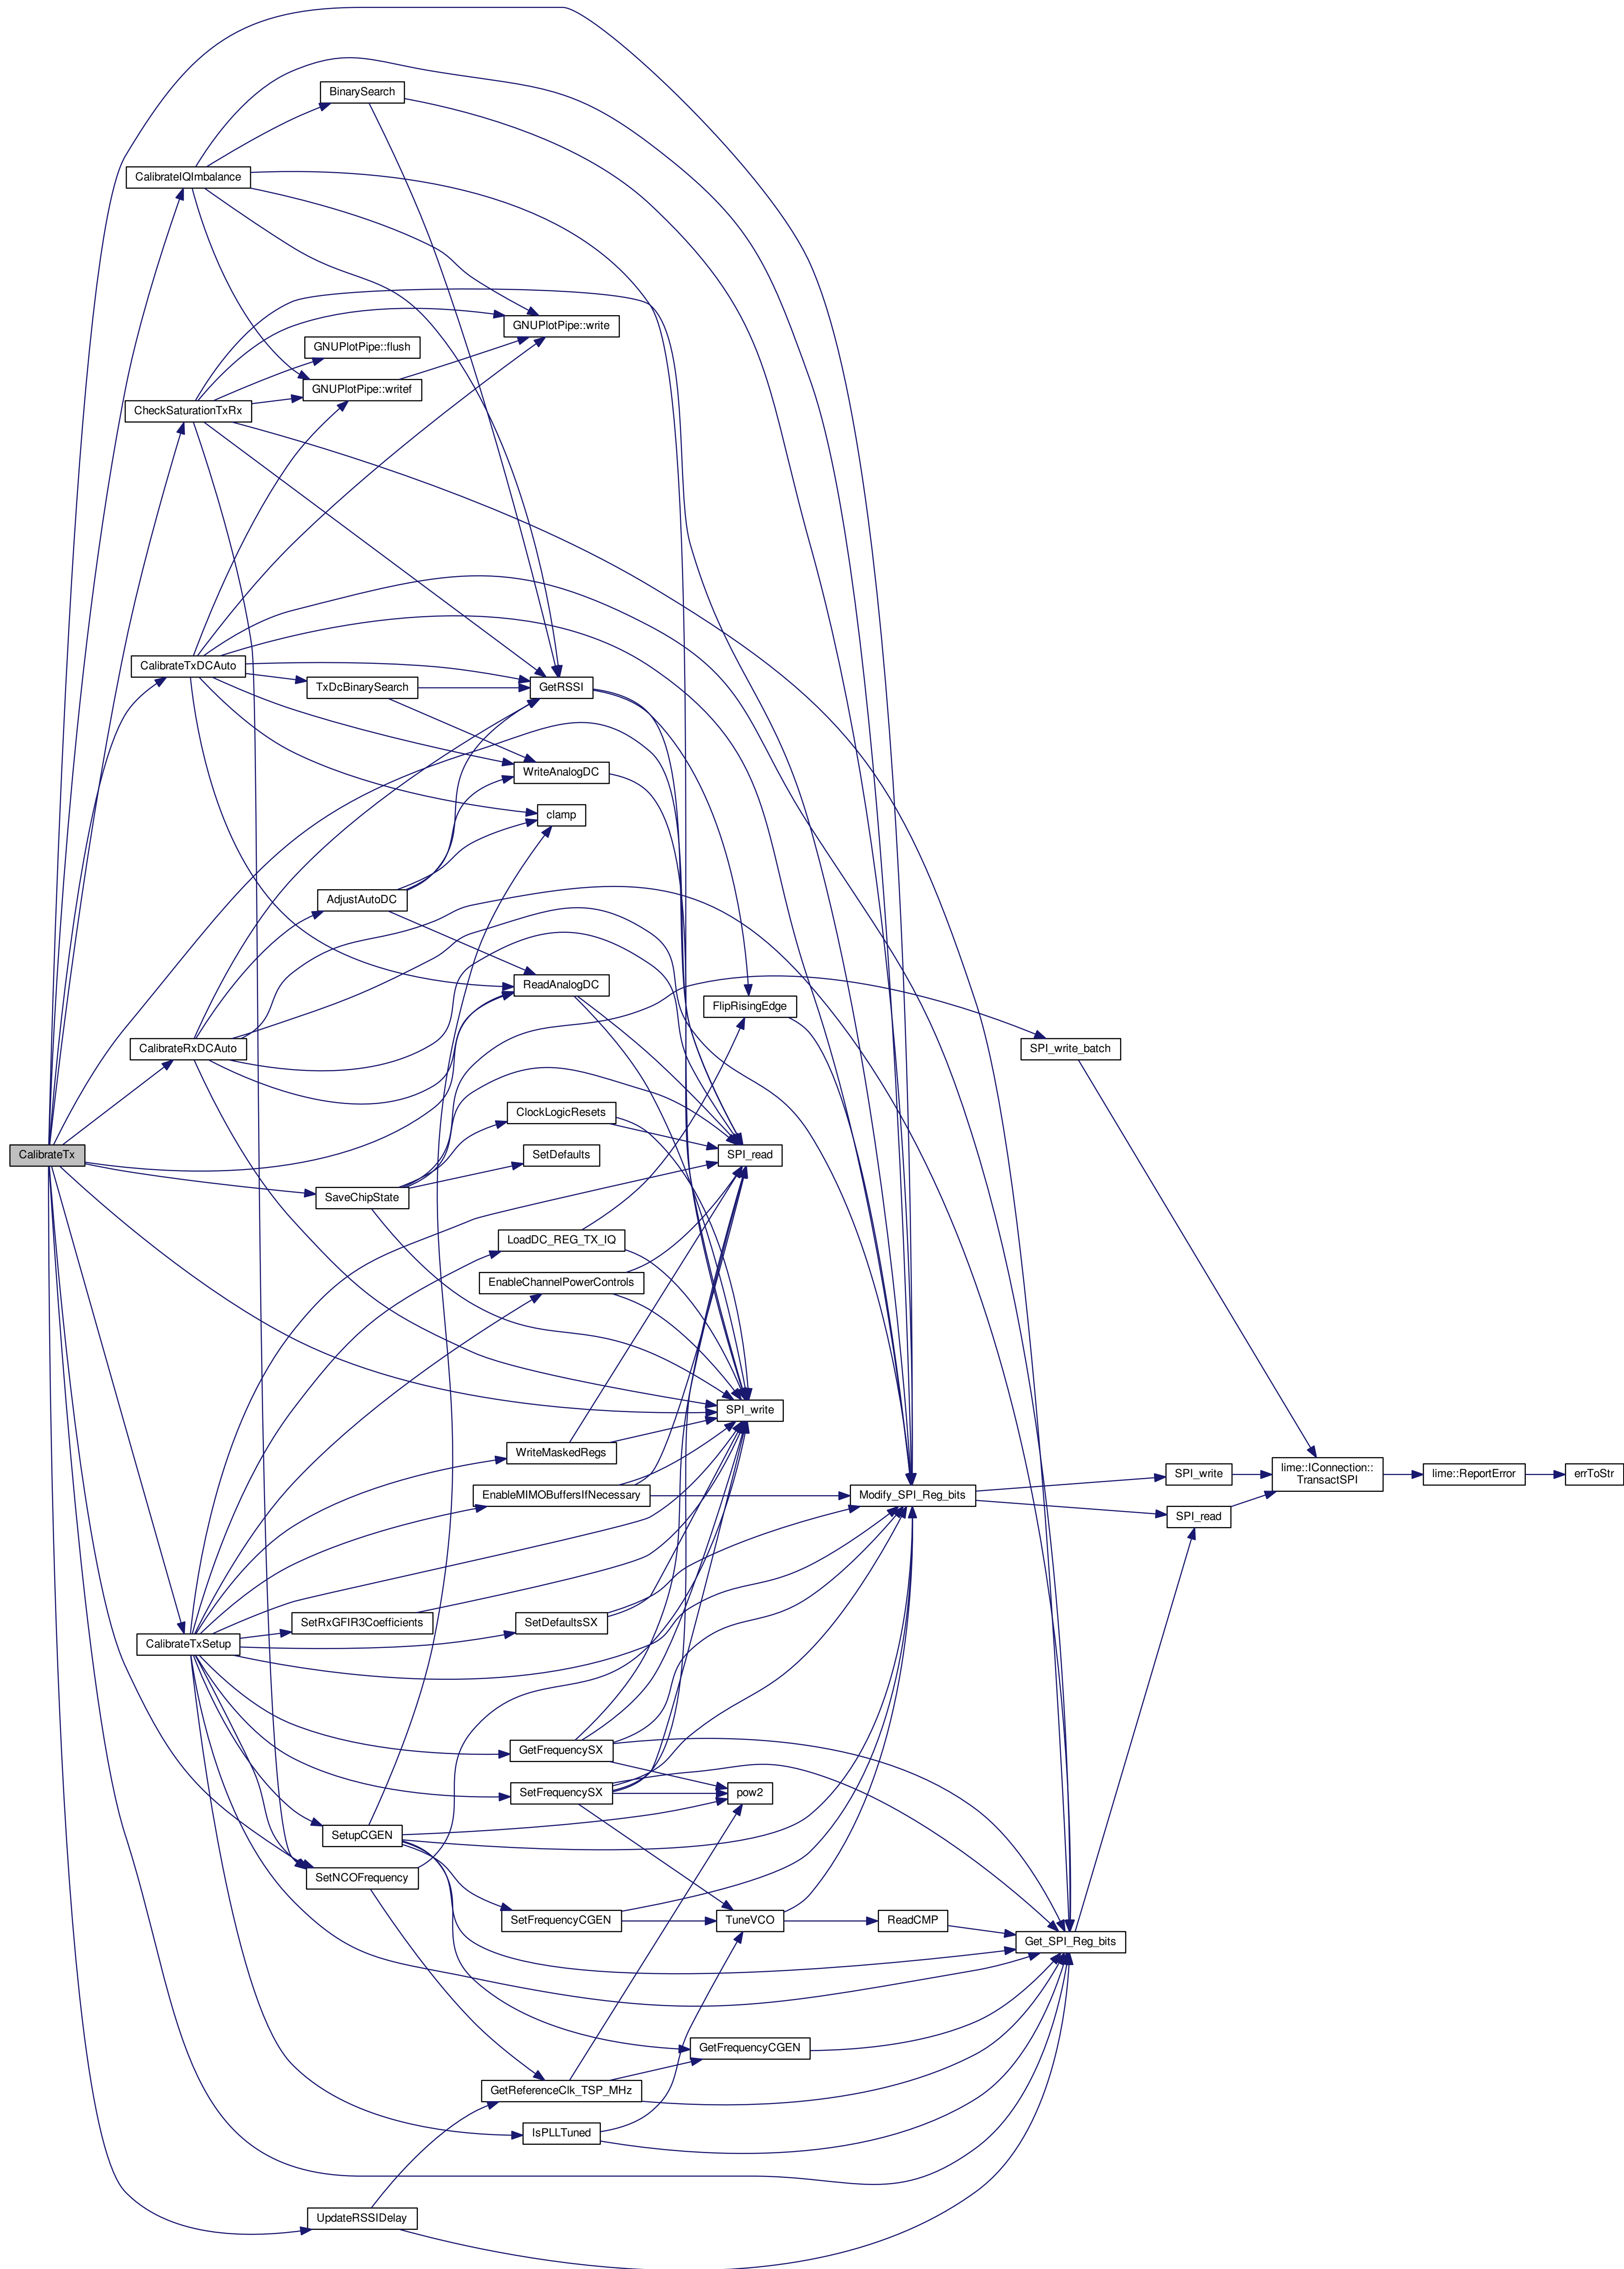 BinarySearch
CalibrateIQImbalance
GNUPlotPipe::write
GNUPlotPipe::flush
GNUPlotPipe::writef
CheckSaturationTxRx
CalibrateTxDCAuto
TxDcBinarySearch
GetRSSI
WriteAnalogDC
clamp
AdjustAutoDC
ReadAnalogDC
FlipRisingEdge
CalibrateRxDCAuto
SPI_write_batch
ClockLogicResets
CalibrateTx
SetDefaults
SPI_read
SaveChipState
LoadDC_REG_TX_IQ
EnableChannelPowerControls
SPI_write
WriteMaskedRegs
SPI_write
lime::IConnection::
TransactSPI
lime::ReportError
errToStr
EnableMIMOBuffersIfNecessary
Modify_SPI_Reg_bits
SPI_read
SetRxGFIR3Coefficients
SetDefaultsSX
CalibrateTxSetup
GetFrequencySX
SetFrequencySX
pow2
SetupCGEN
SetNCOFrequency
SetFrequencyCGEN
TuneVCO
ReadCMP
Get_SPI_Reg_bits
GetFrequencyCGEN
GetReferenceClk_TSP_MHz
IsPLLTuned
UpdateRSSIDelay